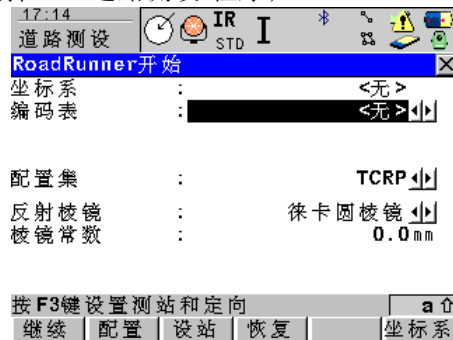 17:14
道路测设
IR
STD
I
RoadRunner开始
坐标系 : <无>
编码表 : <无>
配置集 : TCRP
反射棱镜 : 徕卡圆棱镜
棱镜常数 : 0.0mm
按F3键设置测站和定向 a
继续 配置 设站 恢复 坐标系